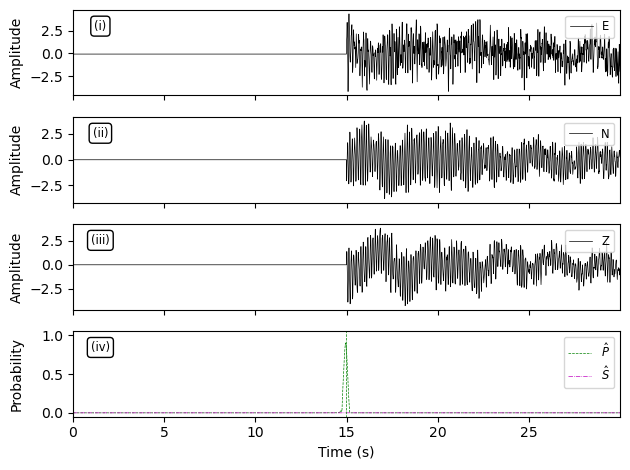 (i)
E
Amplitude
2.5
0.0
−2.5
(ii)
N
Amplitude
2.5
0.0
−2.5
(iii)
Z
Amplitude
2.5
0.0
−2.5
(iv)
P̂
Ŝ
Probability
1.0
0.5
0.0
0 5 10 15 20 25
Time (s)